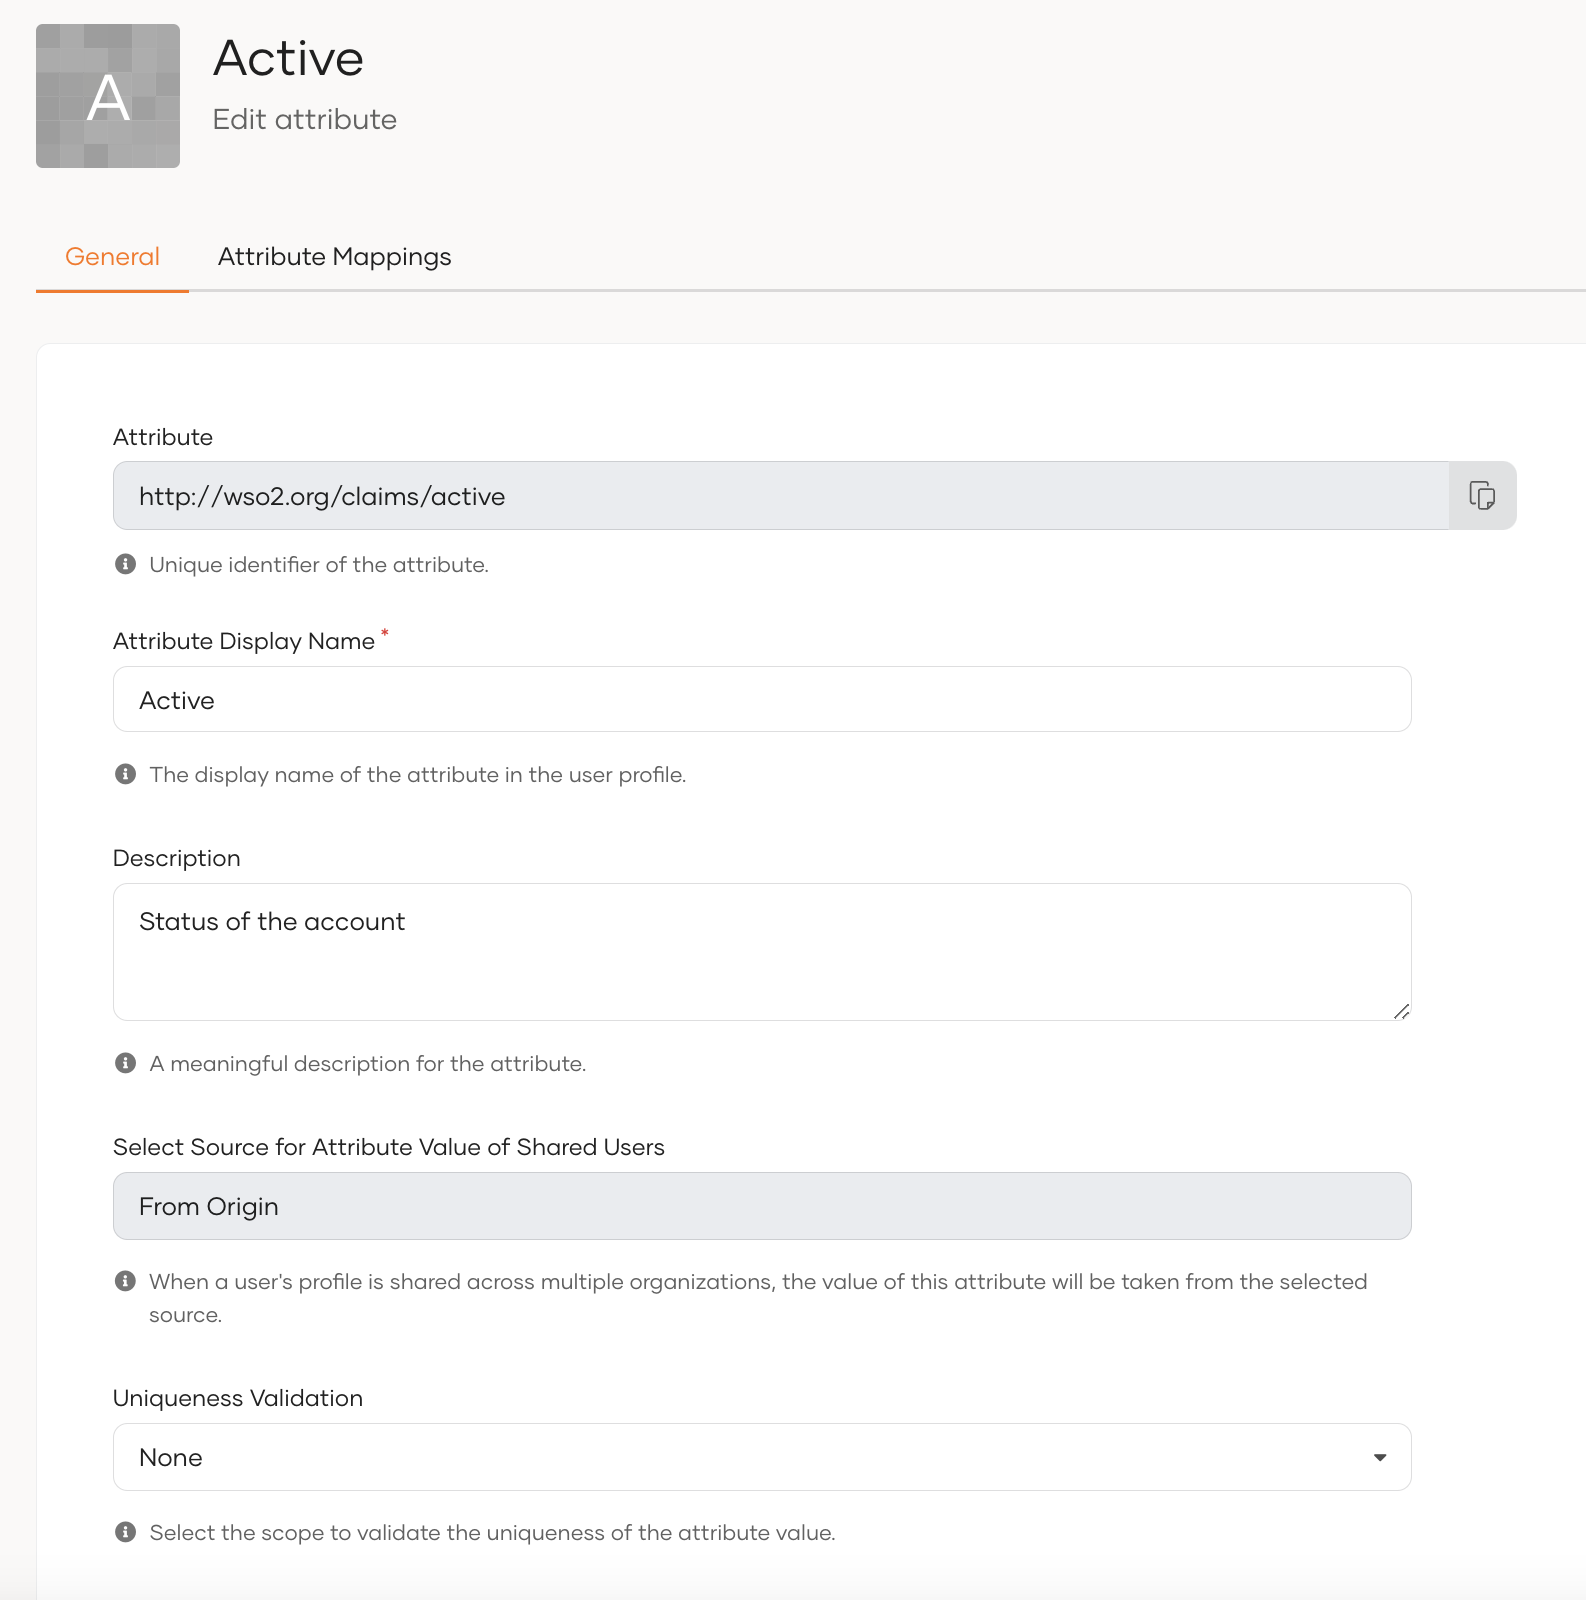 A
Active
Edit attribute
General
Attribute Mappings
Attribute
http://wso2.org/claims/active
Unique identifier of the attribute.
Attribute Display Name *
Active
The display name of the attribute in the user profile.
Description
Status of the account
A meaningful description for the attribute.
Select Source for Attribute Value of Shared Users
From Origin
When a user's profile is shared across multiple organizations, the value of this attribute will be taken from the selected
source.
Uniqueness Validation
None
Select the scope to validate the uniqueness of the attribute value.